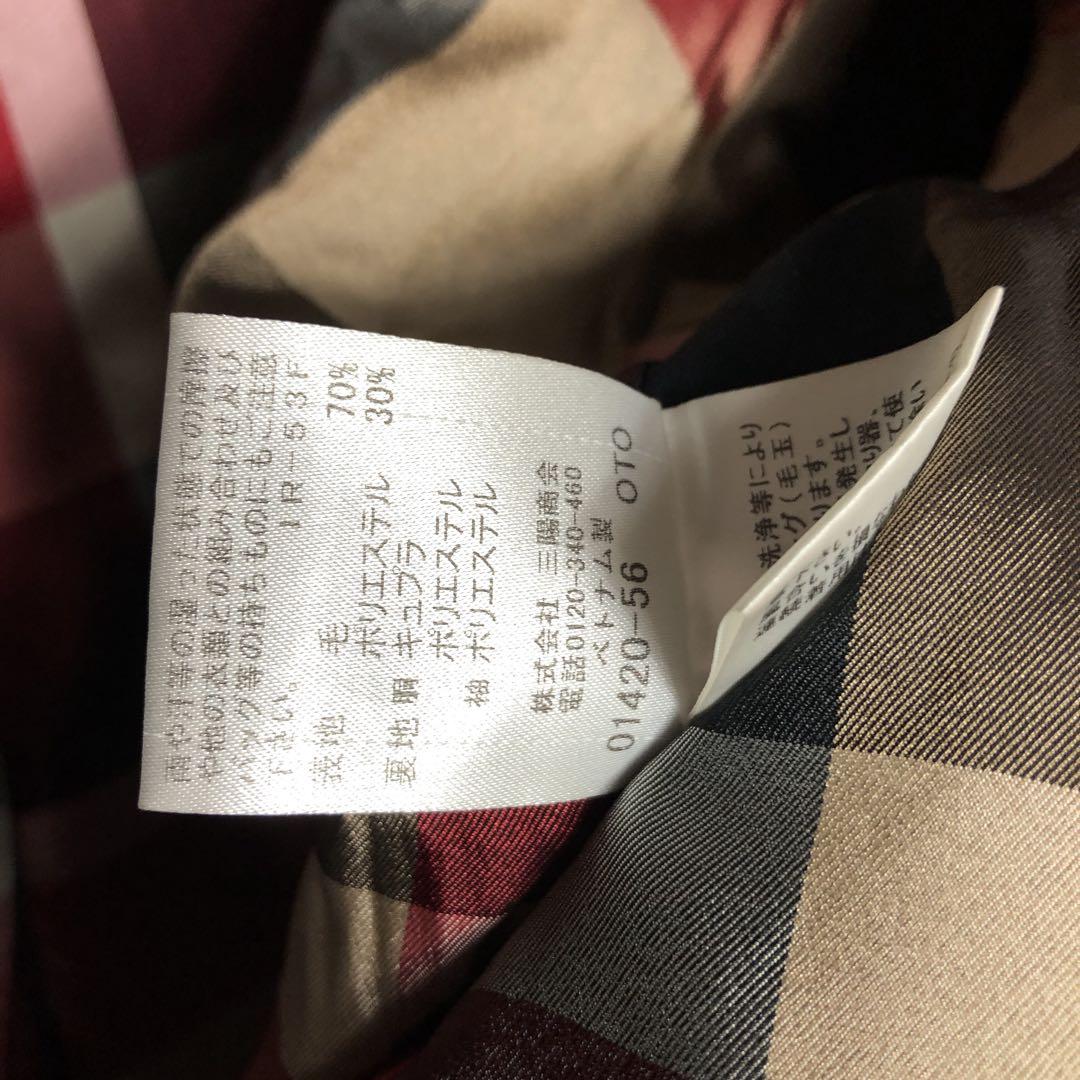 雨や汗等の湿った状態での摩擦
や他の衣類との組み合わせ及び
バック等の持ちものにもご注意
下さい。 IR-53F
表地 毛 70%
ポリエステル 30%
裏地 胴 キュプラ
ポリエステル
袖 ポリエステル
株式会社 三陽商会
電話0120-340-460
ベトナム製
01420-56 OTO
洗浄等により
グ(毛玉)
ります。
発生し
り器、
て使